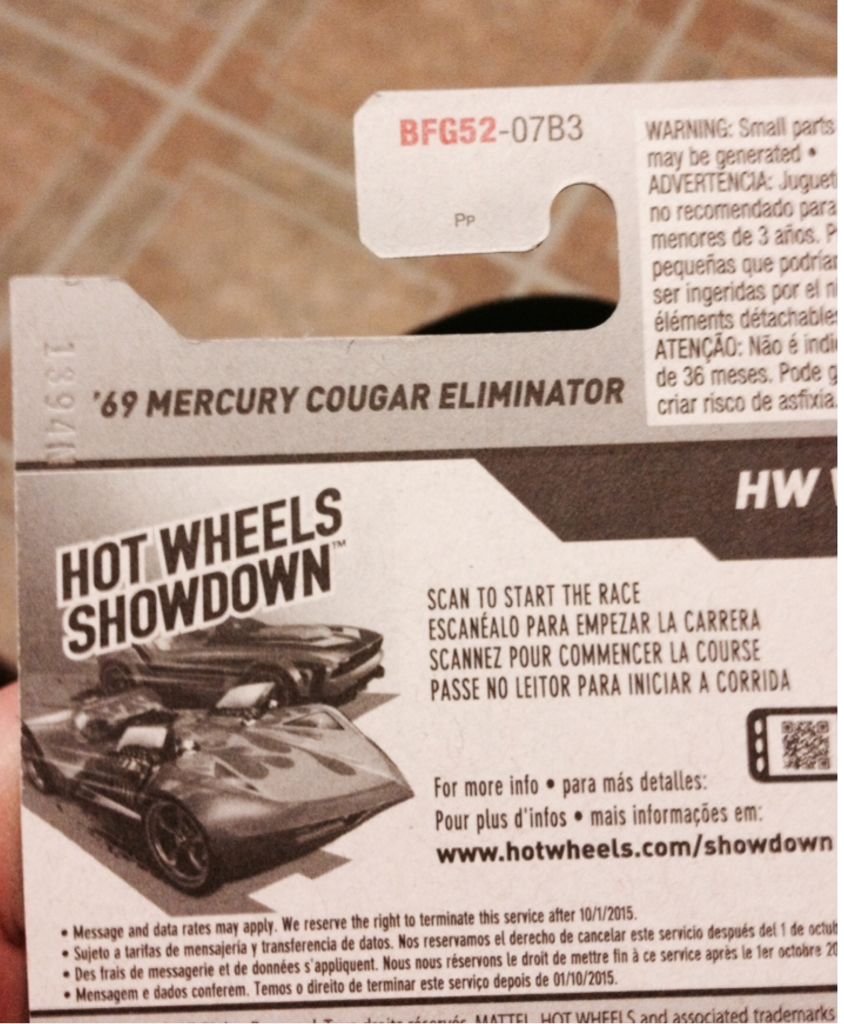 BFG52-07B3
Pp
WARNING: Small parts
may be generated •
ADVERTENCIA: Juguet
no recomendado para
menores de 3 años. P
pequeñas que podrían
ser ingeridas por el ni
éléments détachables
ATENÇÃO: Não é indi
de 36 meses. Pode g
criar risco de asfixia.
'69 MERCURY COUGAR ELIMINATOR
HW
HOT WHEELS
SHOWDOWN™
SCAN TO START THE RACE
ESCANÉALO PARA EMPEZAR LA CARRERA
SCANNEZ POUR COMMENCER LA COURSE
PASSE NO LEITOR PARA INICIAR A CORRIDA
For more info • para más detalles:
Pour plus d'infos • mais informações em:
www.hotwheels.com/showdown
• Message and data rates may apply. We reserve the right to terminate this service after 10/1/2015.
• Sujeto a tarifas de mensajería y transferencia de datos. Nos reservamos el derecho de cancelar este servicio después del 1 de octub
• Des frais de messagerie et de données s'appliquent. Nous nous réservons le droit de mettre fin à ce service après le 1er octobre 20
• Mensagem e dados conferem. Temos o direito de terminar este serviço depois de 01/10/2015.
MATTEL, HOT WHEELS and associated trademarks